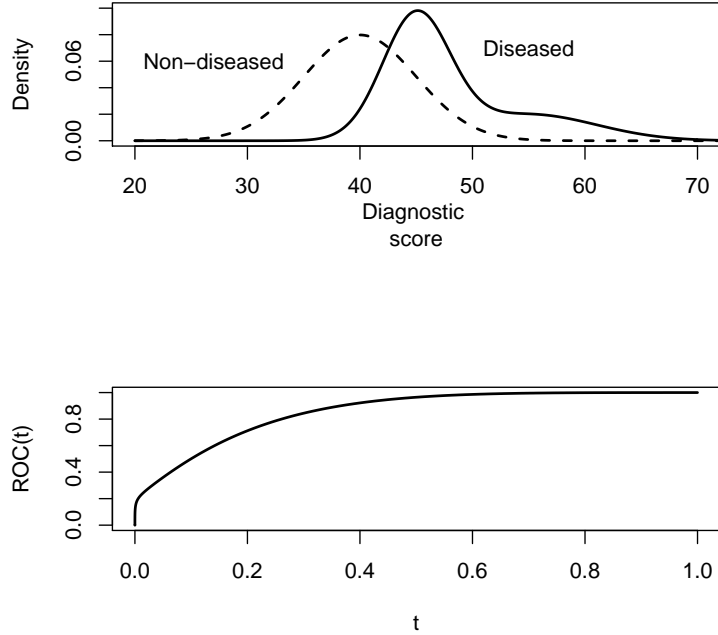 Density
0.00
0.06
Non−diseased
Diseased
20 30 40 50 60 70
Diagnostic
score
ROC(t)
0.0
0.4
0.8
0.0 0.2 0.4 0.6 0.8 1.0
t